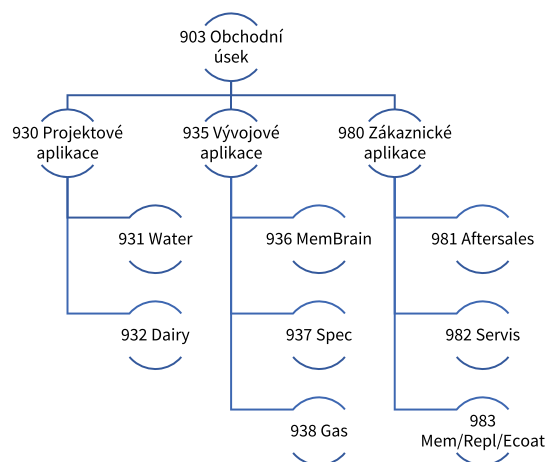 903 Obchodní
úsek
930 Projektové
aplikace
935 Vývojové
aplikace
980 Zákaznické
aplikace
931 Water
936 MemBrain
981 Aftersales
932 Dairy
937 Spec
982 Servis
938 Gas
983
Mem/Repl/Ecoat